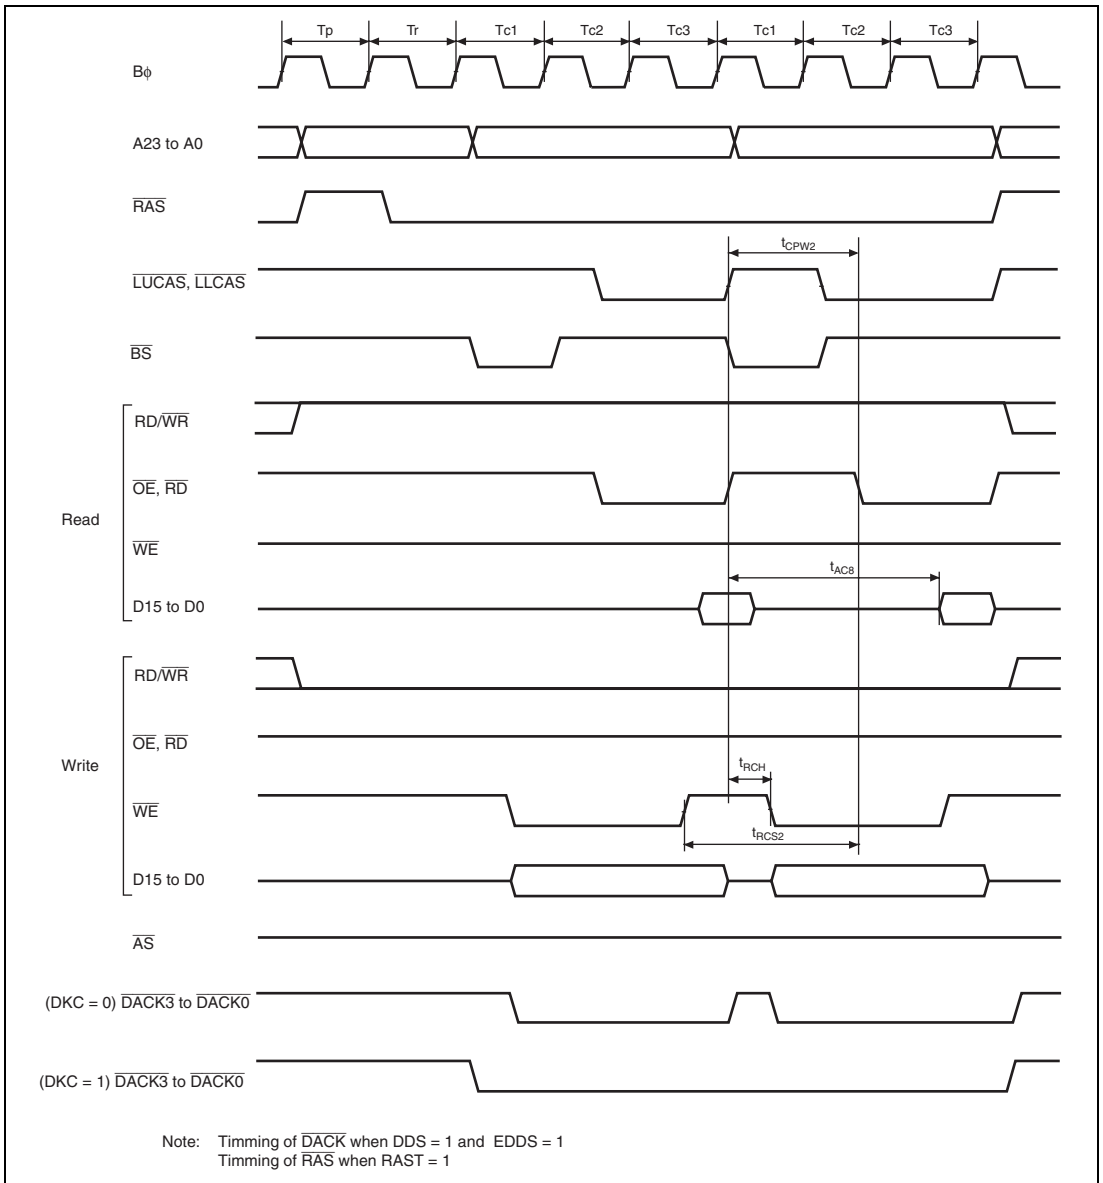 Tp Tr Tc1 Tc2 Tc3 Tc1 Tc2 Tc3
Bϕ
A23 to A0
RAS
tCPW2
LUCAS, LLCAS
BS
RD/WR
OE, RD
Read
WE
tAC8
D15 to D0
RD/WR
OE, RD
Write
tRCH
WE
tRCS2
D15 to D0
AS
(DKC = 0) DACK3 to DACK0
(DKC = 1) DACK3 to DACK0
Note: Timming of DACK when DDS = 1 and EDDS = 1
Timming of RAS when RAST = 1